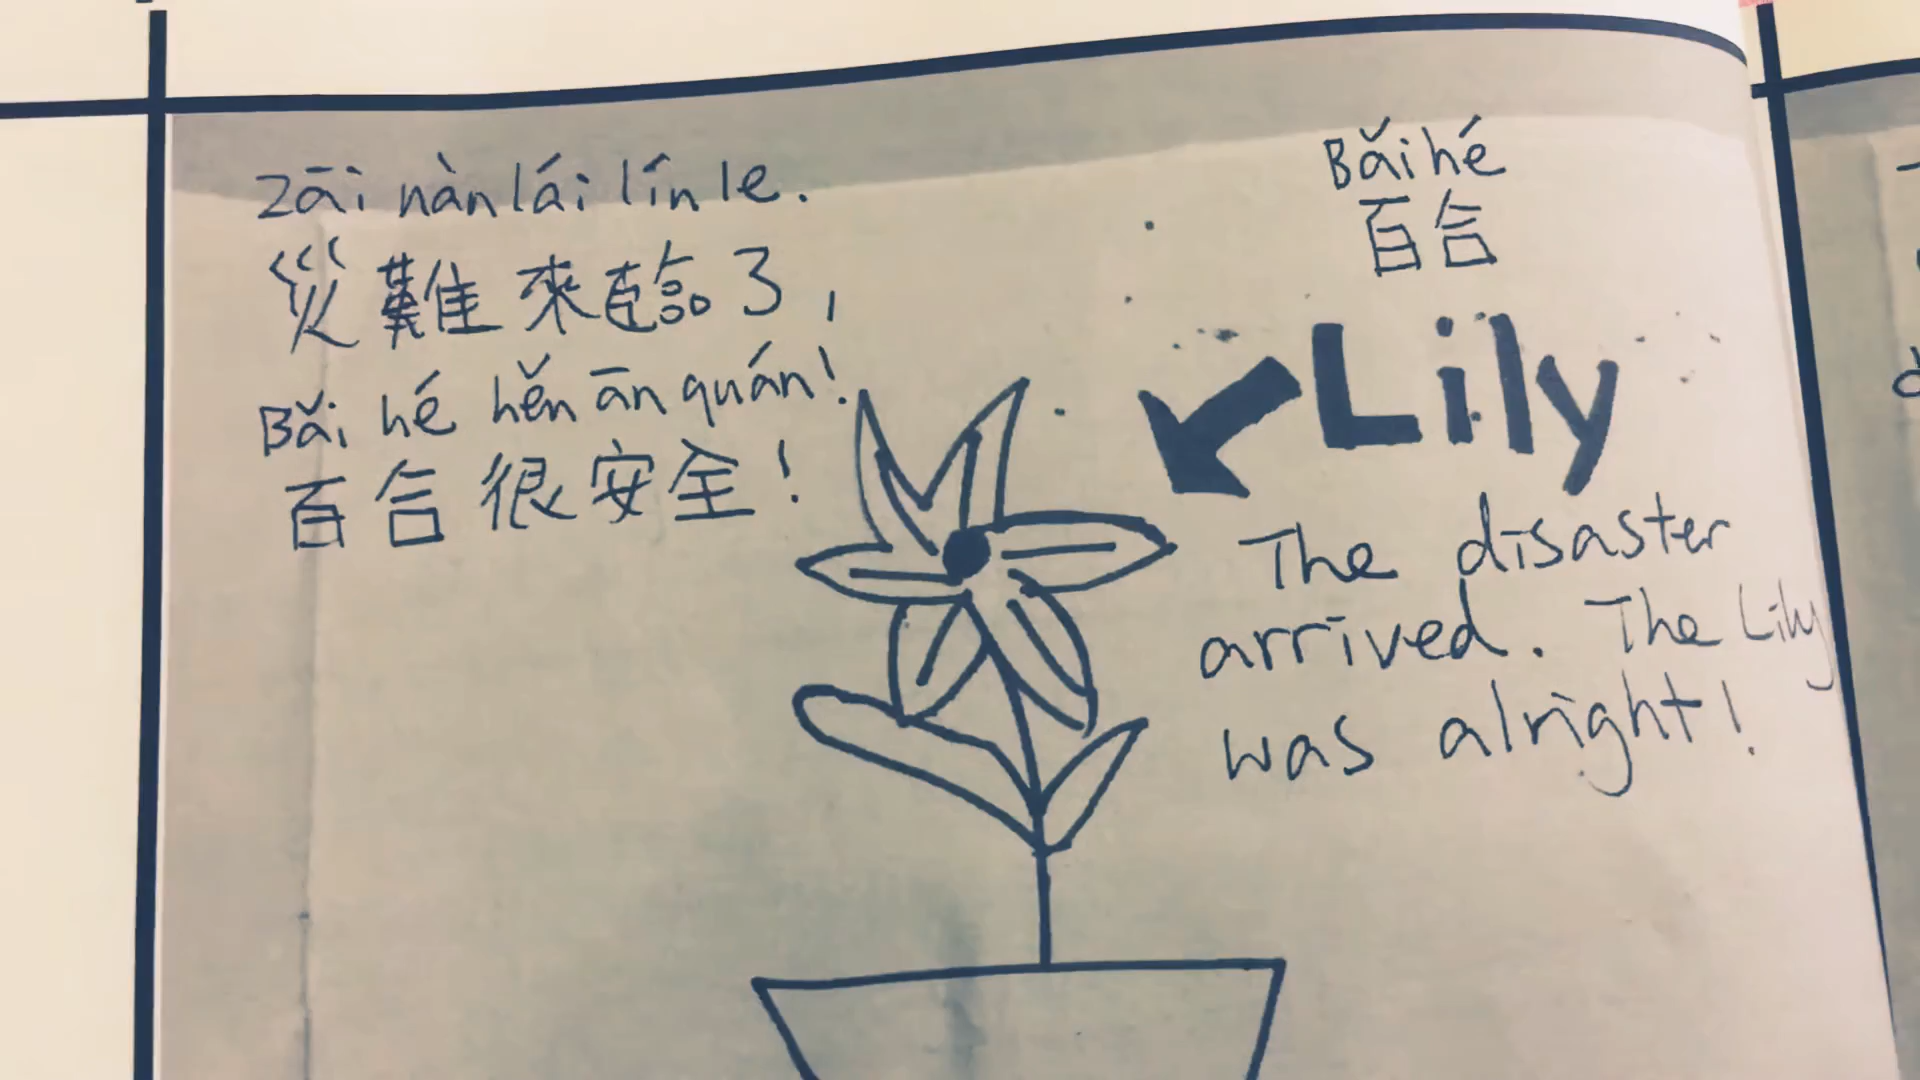 Zāi nàn lái lín le.
災難來臨了,
Bǎi hé hěn ān quán!
百合很安全!
Bǎi hé
百合
Lily
The disaster
arrived. The Lily
was alright!